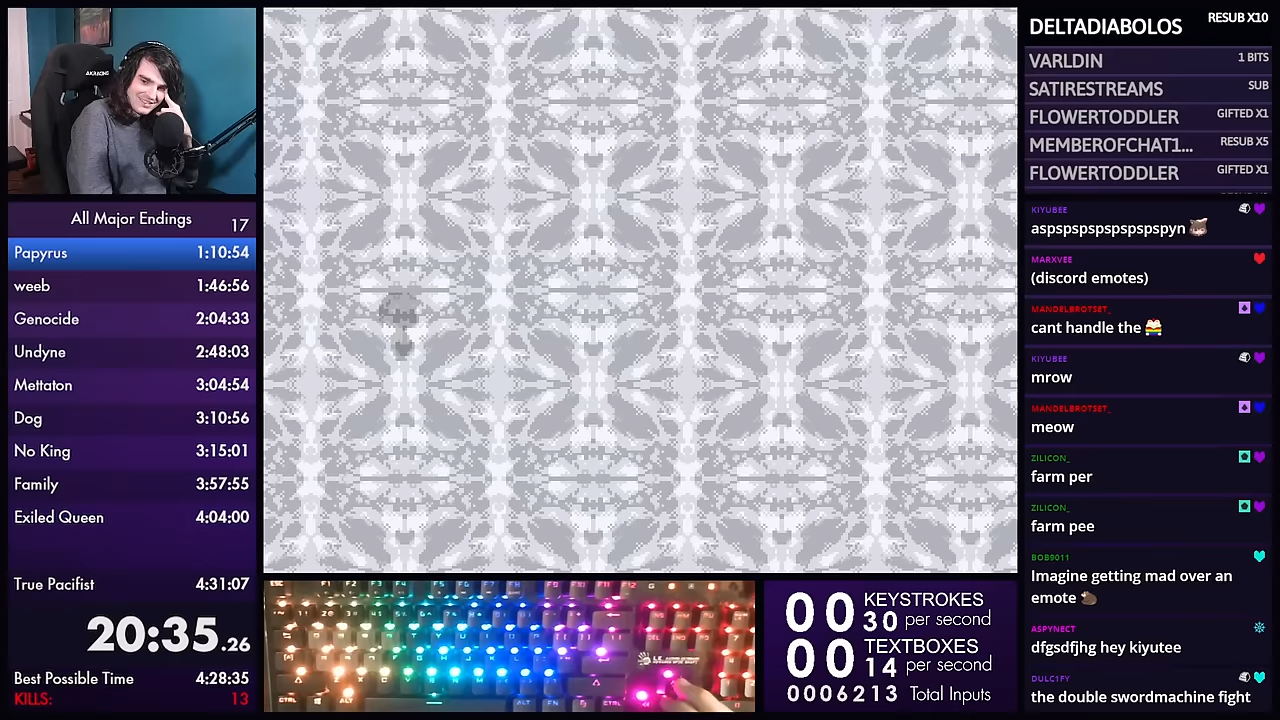 AKRACING
All Major Endings 17
Papyrus 1:10:54
weeb 1:46:56
Genocide 2:04:33
Undyne 2:48:03
Mettaton 3:04:54
Dog 3:10:56
No King 3:15:01
Family 3:57:55
Exiled Queen 4:04:00
True Pacifist 4:31:07
20:35.26
Best Possible Time 4:28:35
KILLS: 13
00 KEYSTROKES
30 per second
00 TEXTBOXES
14 per second
0006213 Total Inputs
DELTADIABOLOS RESUB X10
VARLDIN 1 BITS
SATIRESTREAMS SUB
FLOWERTODDLER GIFTED X1
MEMBEROFCHAT1... RESUB X5
FLOWERTODDLER GIFTED X1
KIYUBEE
aspspspspspspspspyn
MARXVEE
(discord emotes)
MANDELBROTSET_
cant handle the
KIYUBEE
mrow
MANDELBROTSET_
meow
ZILICON_
farm per
ZILICON_
farm pee
BOB9011
Imagine getting mad over an
emote
ASPYNECT
dfgsdfjhg hey kiyutee
DULC1FY
the double swordmachine fight